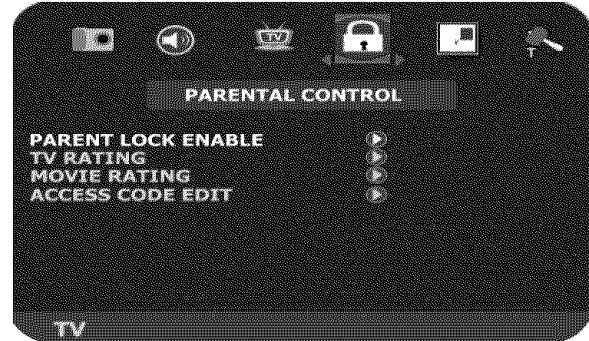 TV
T
PARENTAL CONTROL
PARENT LOCK ENABLE
TV RATING
MOVIE RATING
ACCESS CODE EDIT
TV